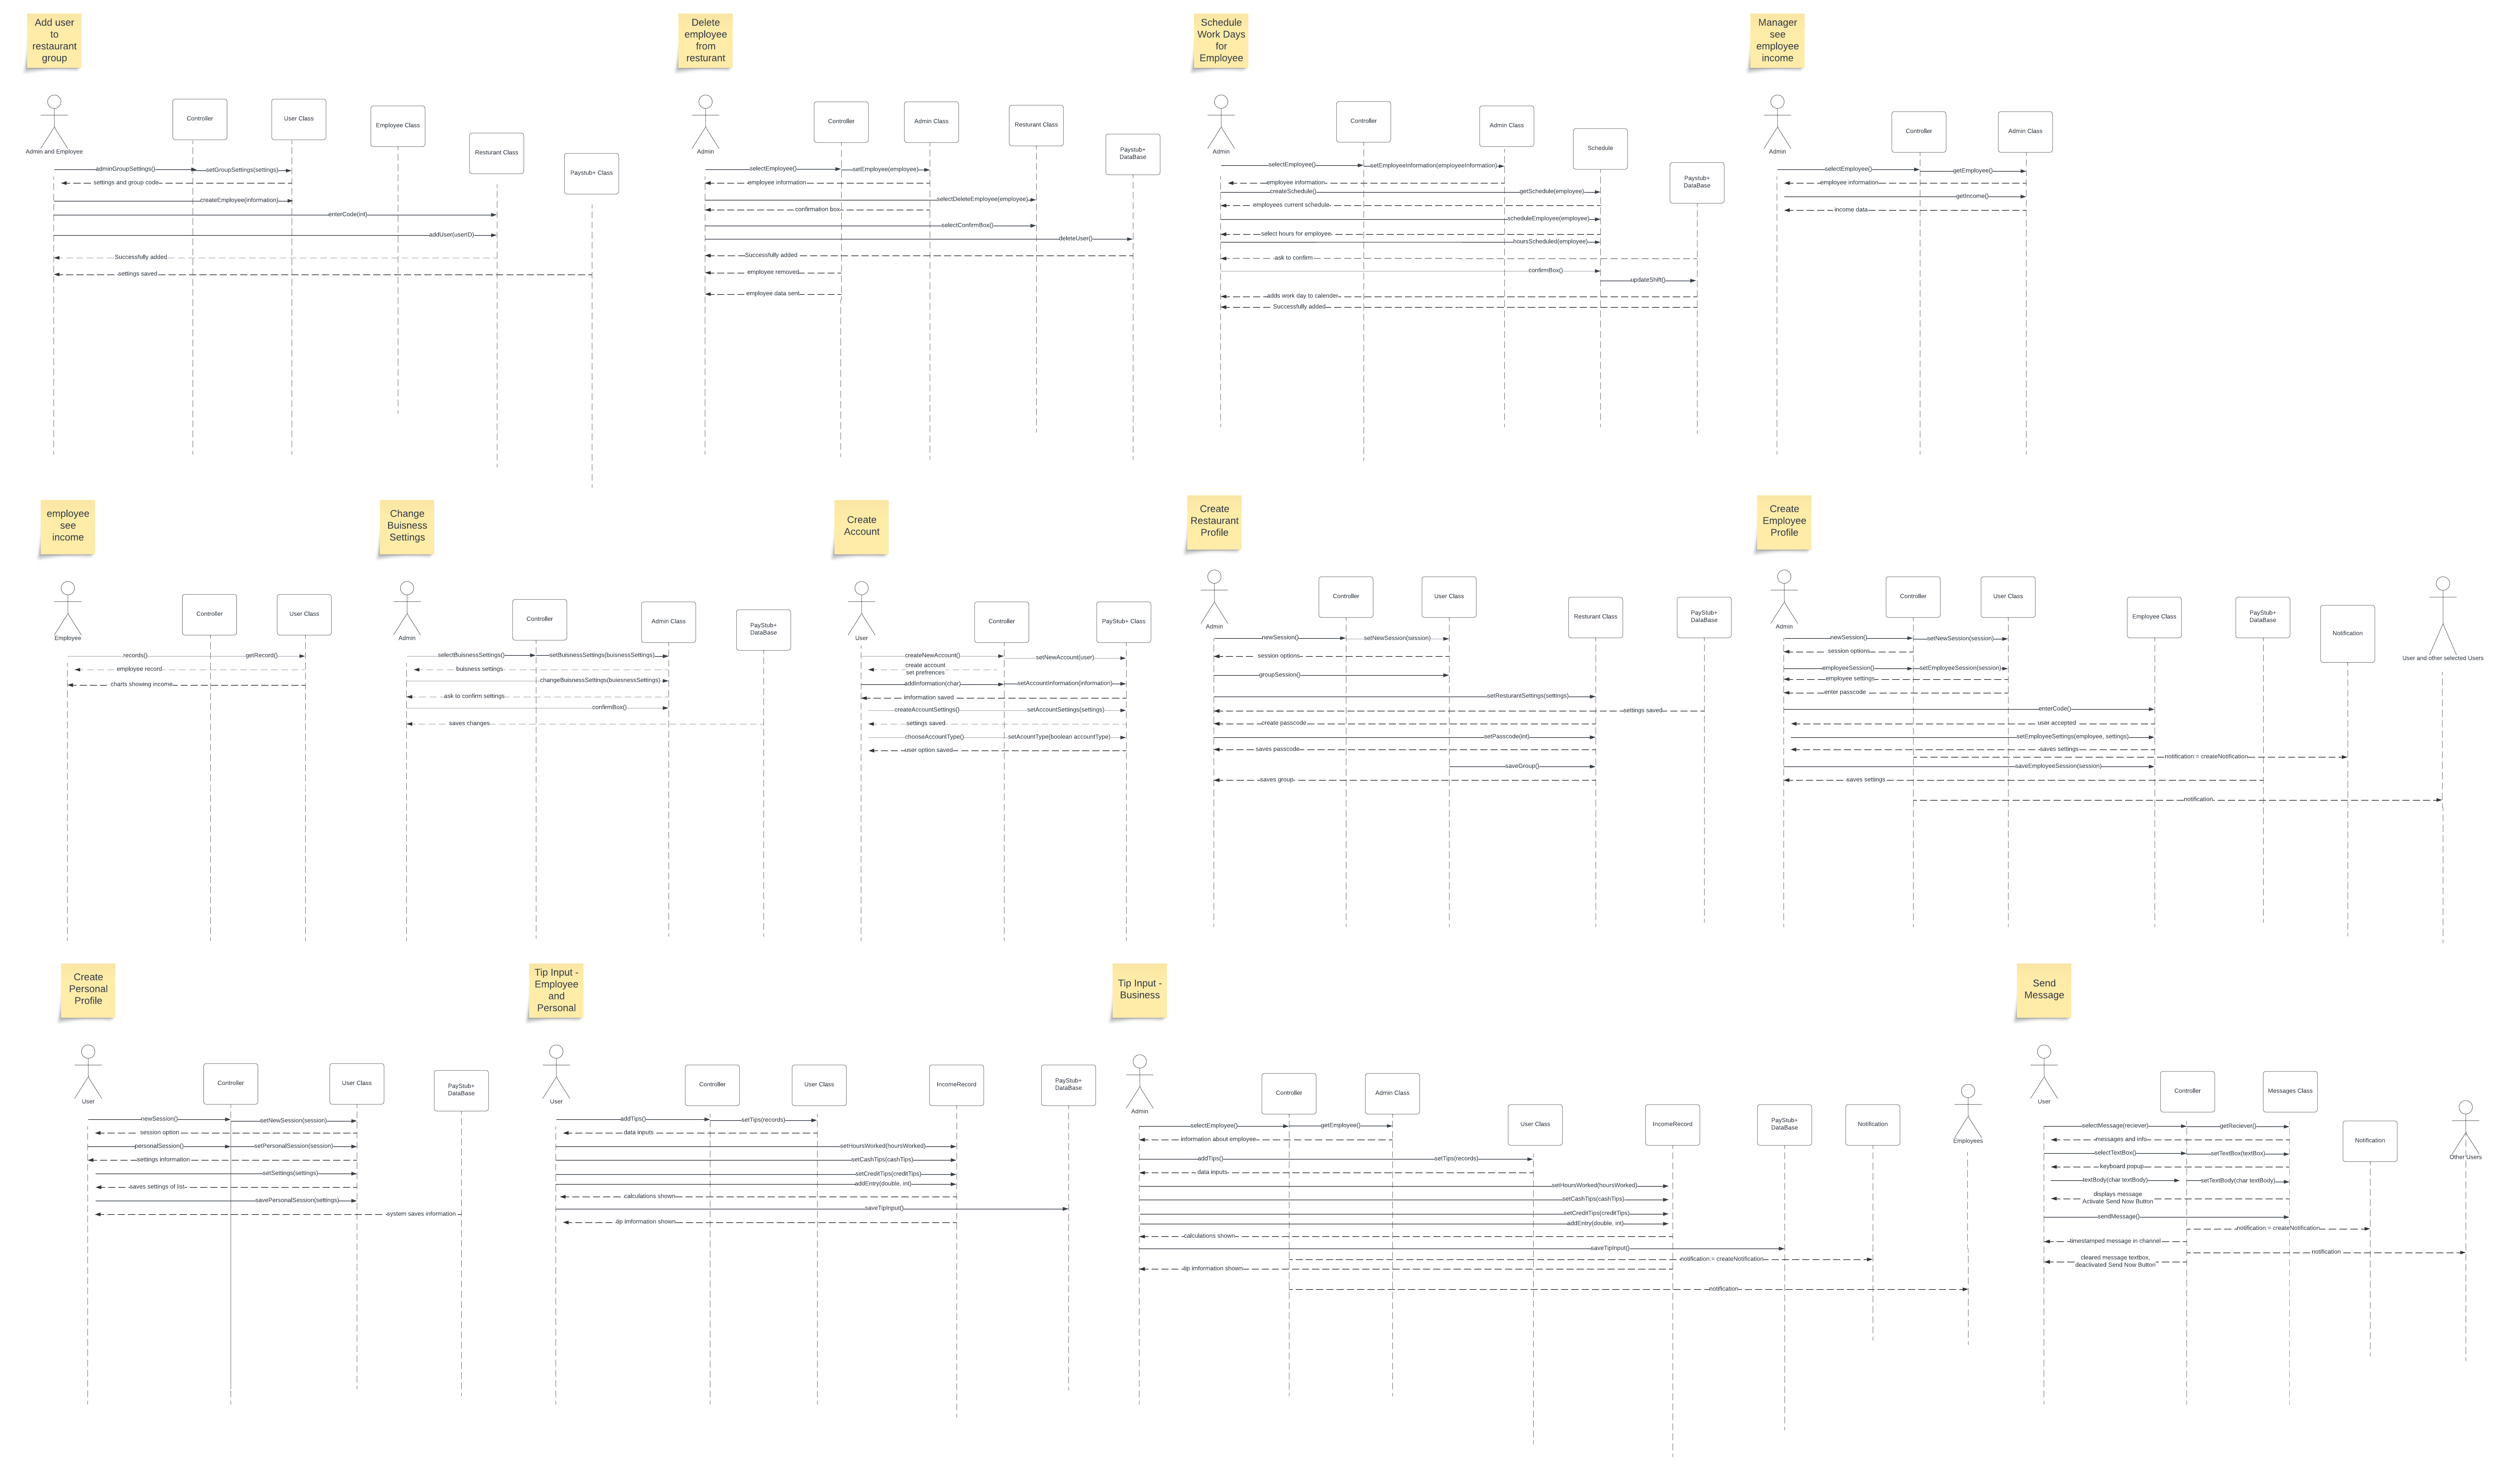 Add user
to
restaurant
group
Admin and Employee
Controller
User Class
Employee Class
Resturant Class
Paystub+ Class
adminGroupSettings()
setGroupSettings(settings)
settings and group code
createEmployee(information)
enterCode(int)
addUser(userID)
Successfully added
settings saved
Delete
employee
from
resturant
Admin
Controller
Admin Class
Resturant Class
Paystub+
DataBase
selectEmployee()
setEmployee(employee)
employee information
selectDeleteEmployee(employee)
confirmation box
selectConfirmBox()
deleteUser()
Successfully added
employee removed
employee data sent
Schedule
Work Days
for
Employee
Admin
Controller
Admin Class
Schedule
Paystub+
DataBase
selectEmployee()
setEmployeeInformation(employeeInformation)
employee information
createSchedule()
getSchedule(employee)
employees current schedule
scheduleEmployee(employee)
select hours for employee
hoursScheduled(employee)
ask to confirm
confirmBox()
updateShift()
adds work day to calender
Successfully added
Manager
see
employee
income
Admin
Controller
Admin Class
selectEmployee()
getEmployee()
employee information
getIncome()
income data
employee
see
income
Employee
Controller
User Class
records()
getRecord()
employee record
charts showing income
Change
Buisness
Settings
Admin
Controller
Admin Class
PayStub+
DataBase
selectBuisnessSettings()
setBuisnessSettings(buisnessSettings)
buisness settings
changeBuisnessSettings(buiesnessSettings)
ask to confirm settings
confirmBox()
saves changes
Create
Account
User
Controller
PayStub+ Class
createNewAccount()
setNewAccount(user)
create account
set prefrences
addInformation(char)
setAccountInformation(information)
imformation saved
createAccountSettings()
setAccountSettings(settings)
settings saved
chooseAccountType()
setAcountType(boolean accountType)
user option saved
Create
Restaurant
Profile
Admin
Controller
User Class
Resturant Class
PayStub+
DataBase
newSession()
setNewSession(session)
session options
groupSession()
setResturantSettings(settings)
settings saved
create passcode
setPasscode(int)
saves passcode
saveGroup()
saves group
Create
Employee
Profile
Admin
Controller
User Class
Employee Class
PayStub+
DataBase
Notification
User and other selected Users
newSession()
setNewSession(session)
session options
employeeSession()
setEmployeeSession(session)
employee settings
enter passcode
enterCode()
user accepted
setEmployeeSettings(employee, settings)
saves settings
notification:= createNotification
saveEmployeeSession(session)
saves settings
notification
Create
Personal
Profile
User
Controller
User Class
PayStub+
DataBase
newSession()
setNewSession(session)
session option
personalSession()
setPersonalSession(session)
settings information
setSettings(settings)
saves settings of list
savePersonalSession(settings)
system saves information
Tip Input -
Employee
and
Personal
User
Controller
User Class
IncomeRecord
PayStub+
DataBase
addTips()
setTips(records)
data inputs
setHoursWorked(hoursWorked)
setCashTips(cashTips)
setCreditTips(creditTips)
addEntry(double, int)
calculations shown
saveTipInput()
tip imformation shown
Tip Input -
Business
Admin
Controller
Admin Class
User Class
IncomeRecord
PayStub+
DataBase
Notification
Employees
selectEmployee()
getEmployee()
information about employee
addTips()
setTips(records)
data inputs
setHoursWorked(hoursWorked)
setCashTips(cashTips)
setCreditTips(creditTips)
addEntry(double, int)
calculations shown
saveTipInput()
notification:= createNotification
tip imformation shown
notification
Send
Message
User
Controller
Messages Class
Notification
Other Users
selectMessage(reciever)
getReciever()
messages and info
selectTextBox()
setTextBox(textBox)
keyboard popup
textBody(char textBody)
setTextBody(char textBody)
displays message
Activate Send Now Button
sendMessage()
notification:= createNotification
timestamped message in channel
notification
cleared message textbox,
deactivated Send Now Button